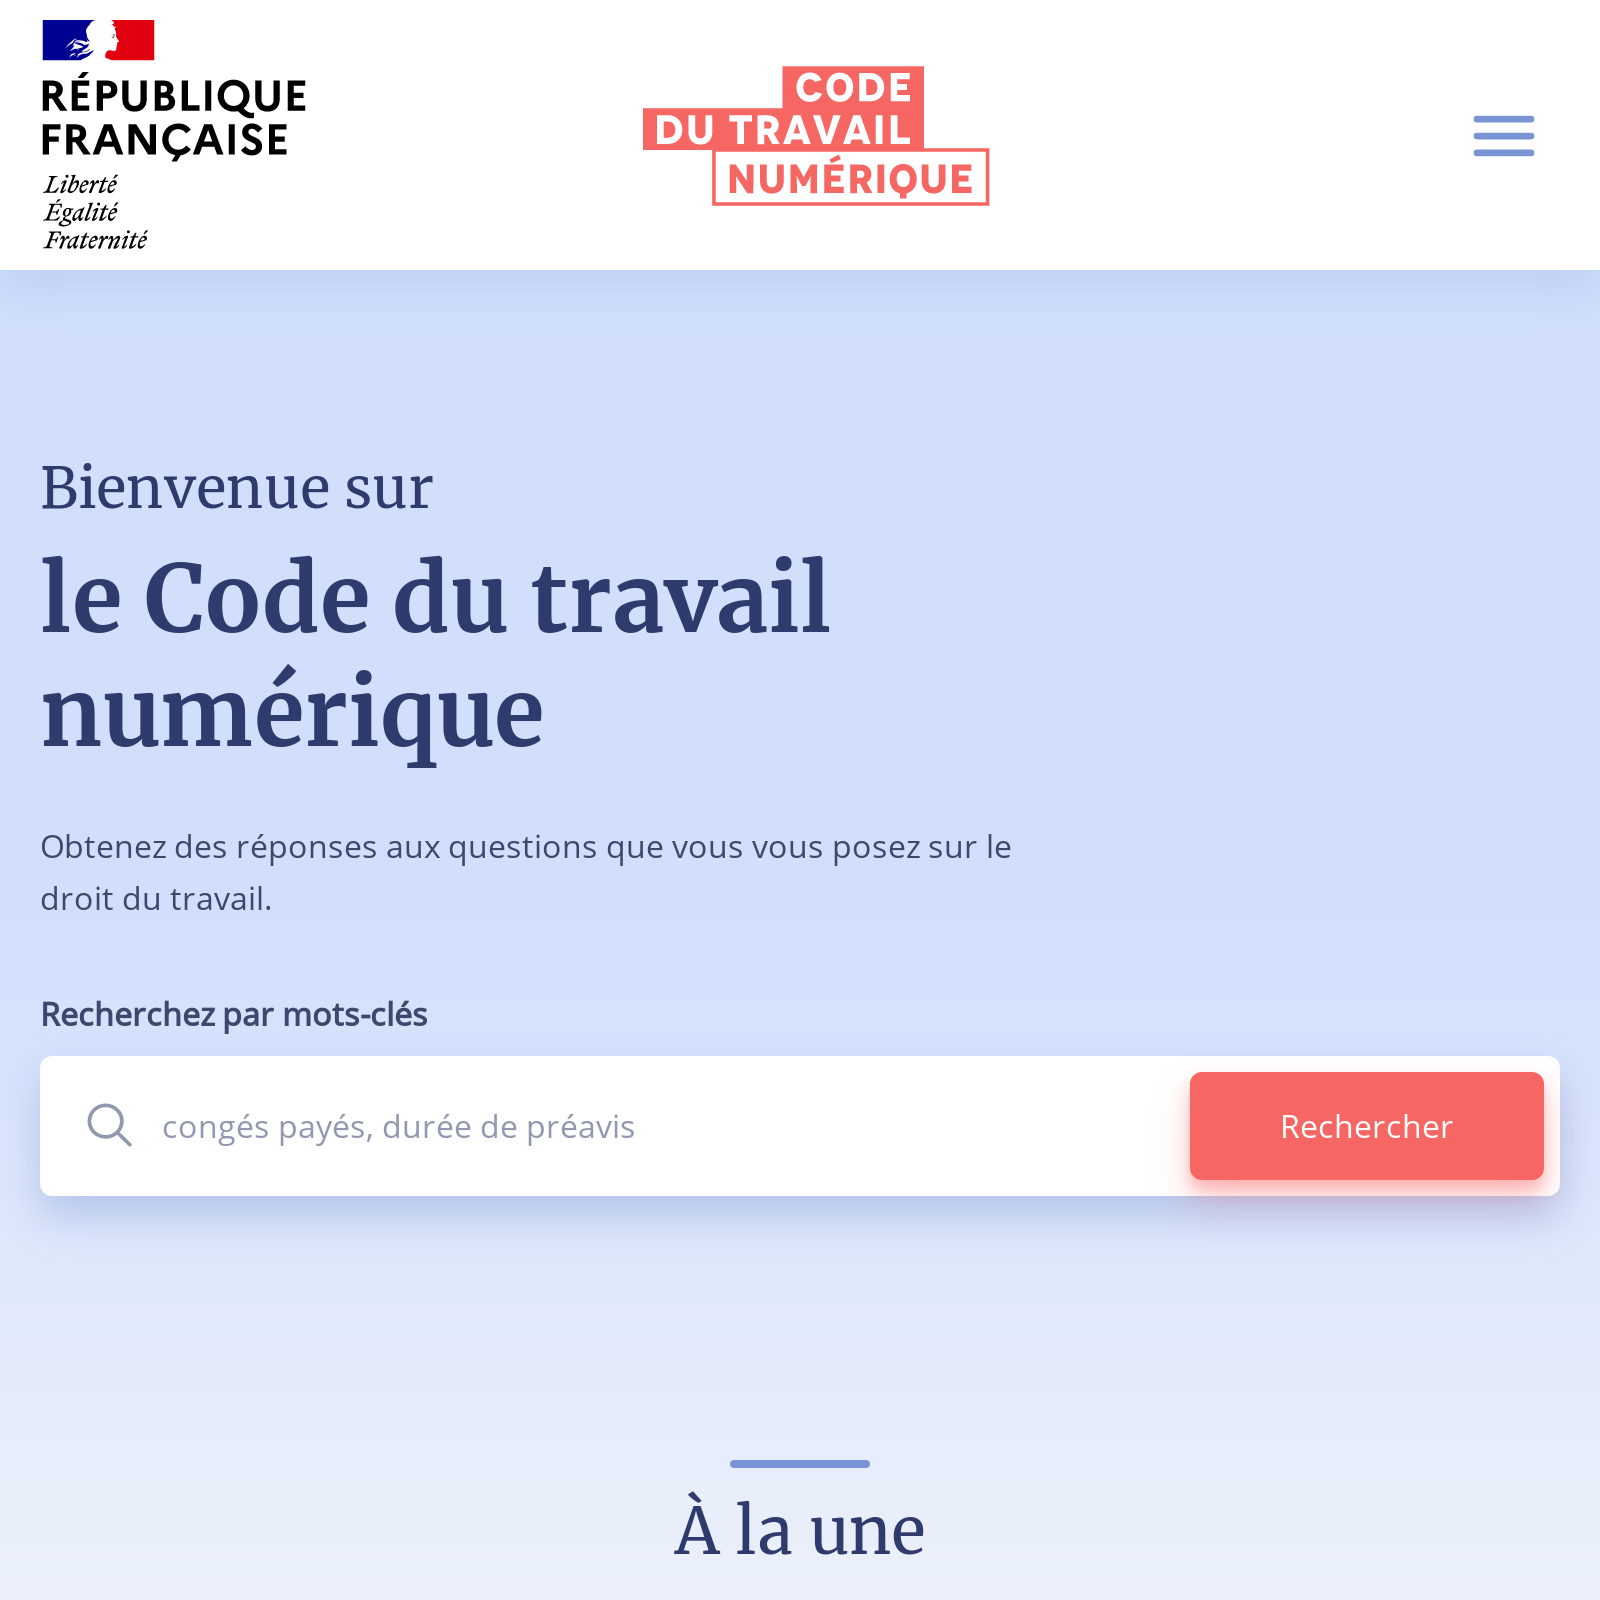 RÉPUBLIQUE
FRANÇAISE
Liberté
Égalité
Fraternité
CODE
DU TRAVAIL
NUMÉRIQUE
Bienvenue sur
le Code du travail
numérique
Obtenez des réponses aux questions que vous vous posez sur le
droit du travail.
Recherchez par mots-clés
congés payés, durée de préavis
Rechercher
À la une